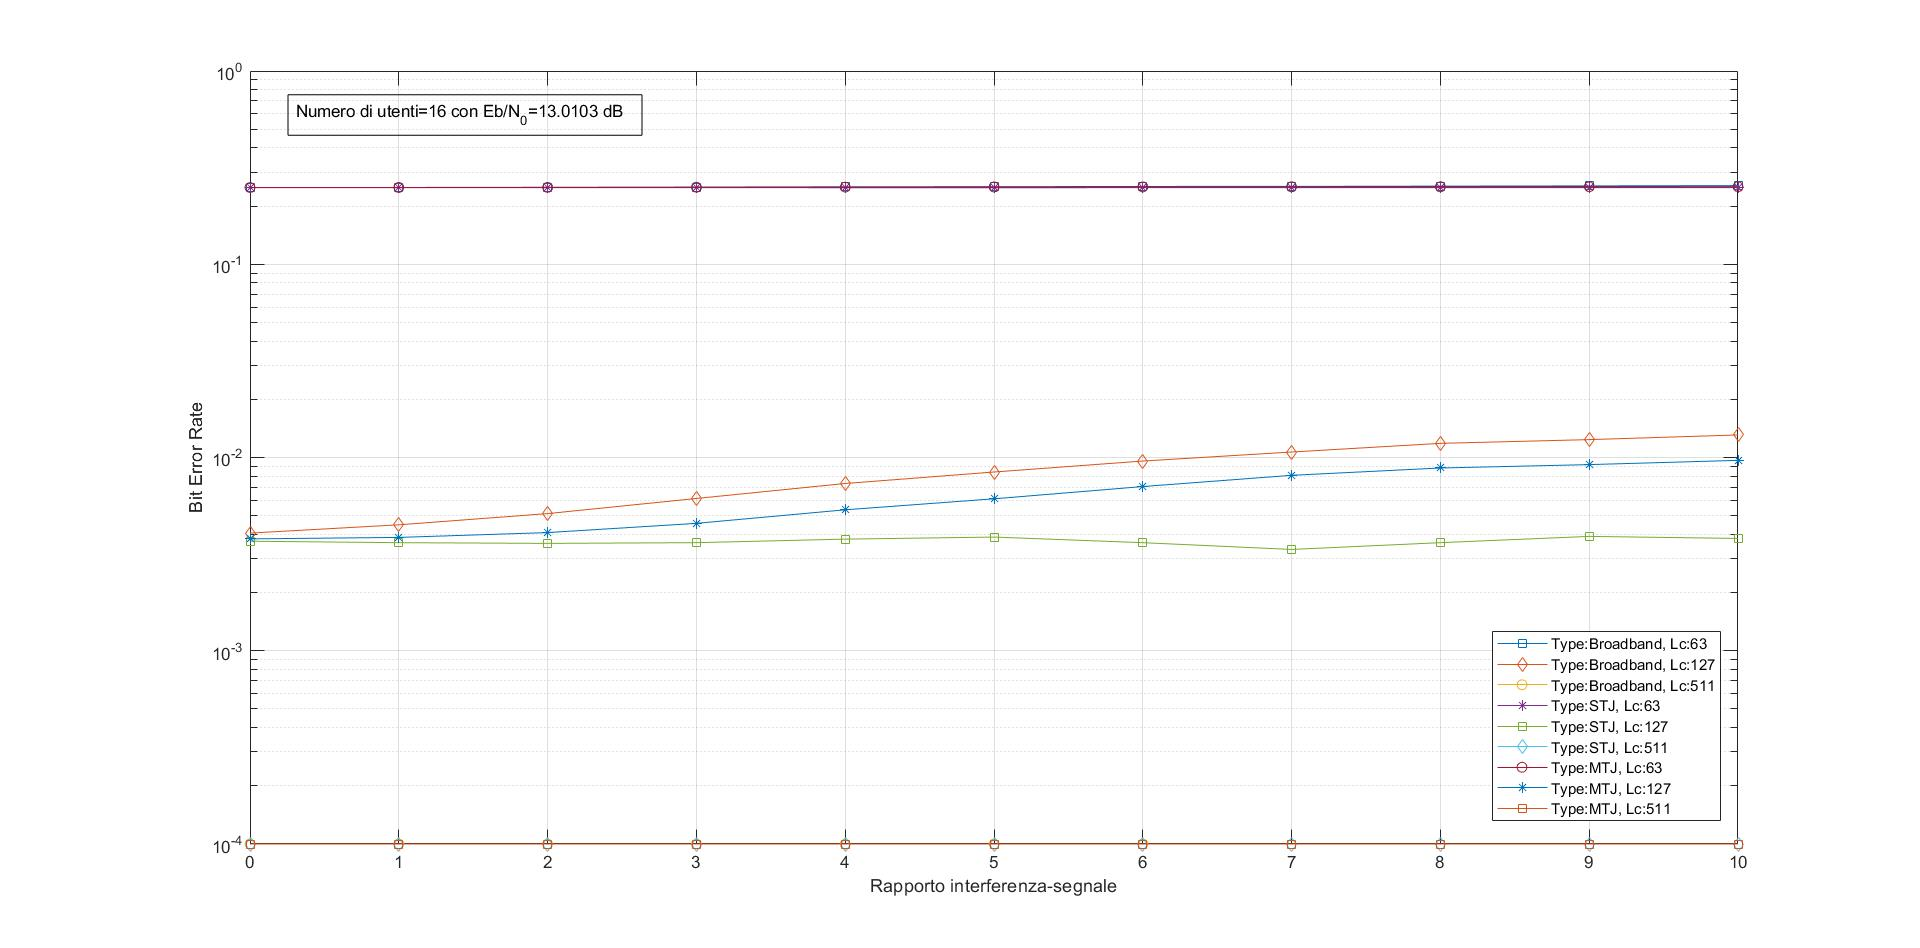 10^0
Numero di utenti=16 con Eb/N_0=13.0103 dB
10^-1
Bit Error Rate
10^-2
10^-3
Type:Broadband, Lc:63
Type:Broadband, Lc:127
Type:Broadband, Lc:511
Type:STJ, Lc:63
Type:STJ, Lc:127
Type:STJ, Lc:511
Type:MTJ, Lc:63
Type:MTJ, Lc:127
Type:MTJ, Lc:511
10^-4
0 1 2 3 4 5 6 7 8 9 10
Rapporto interferenza-segnale